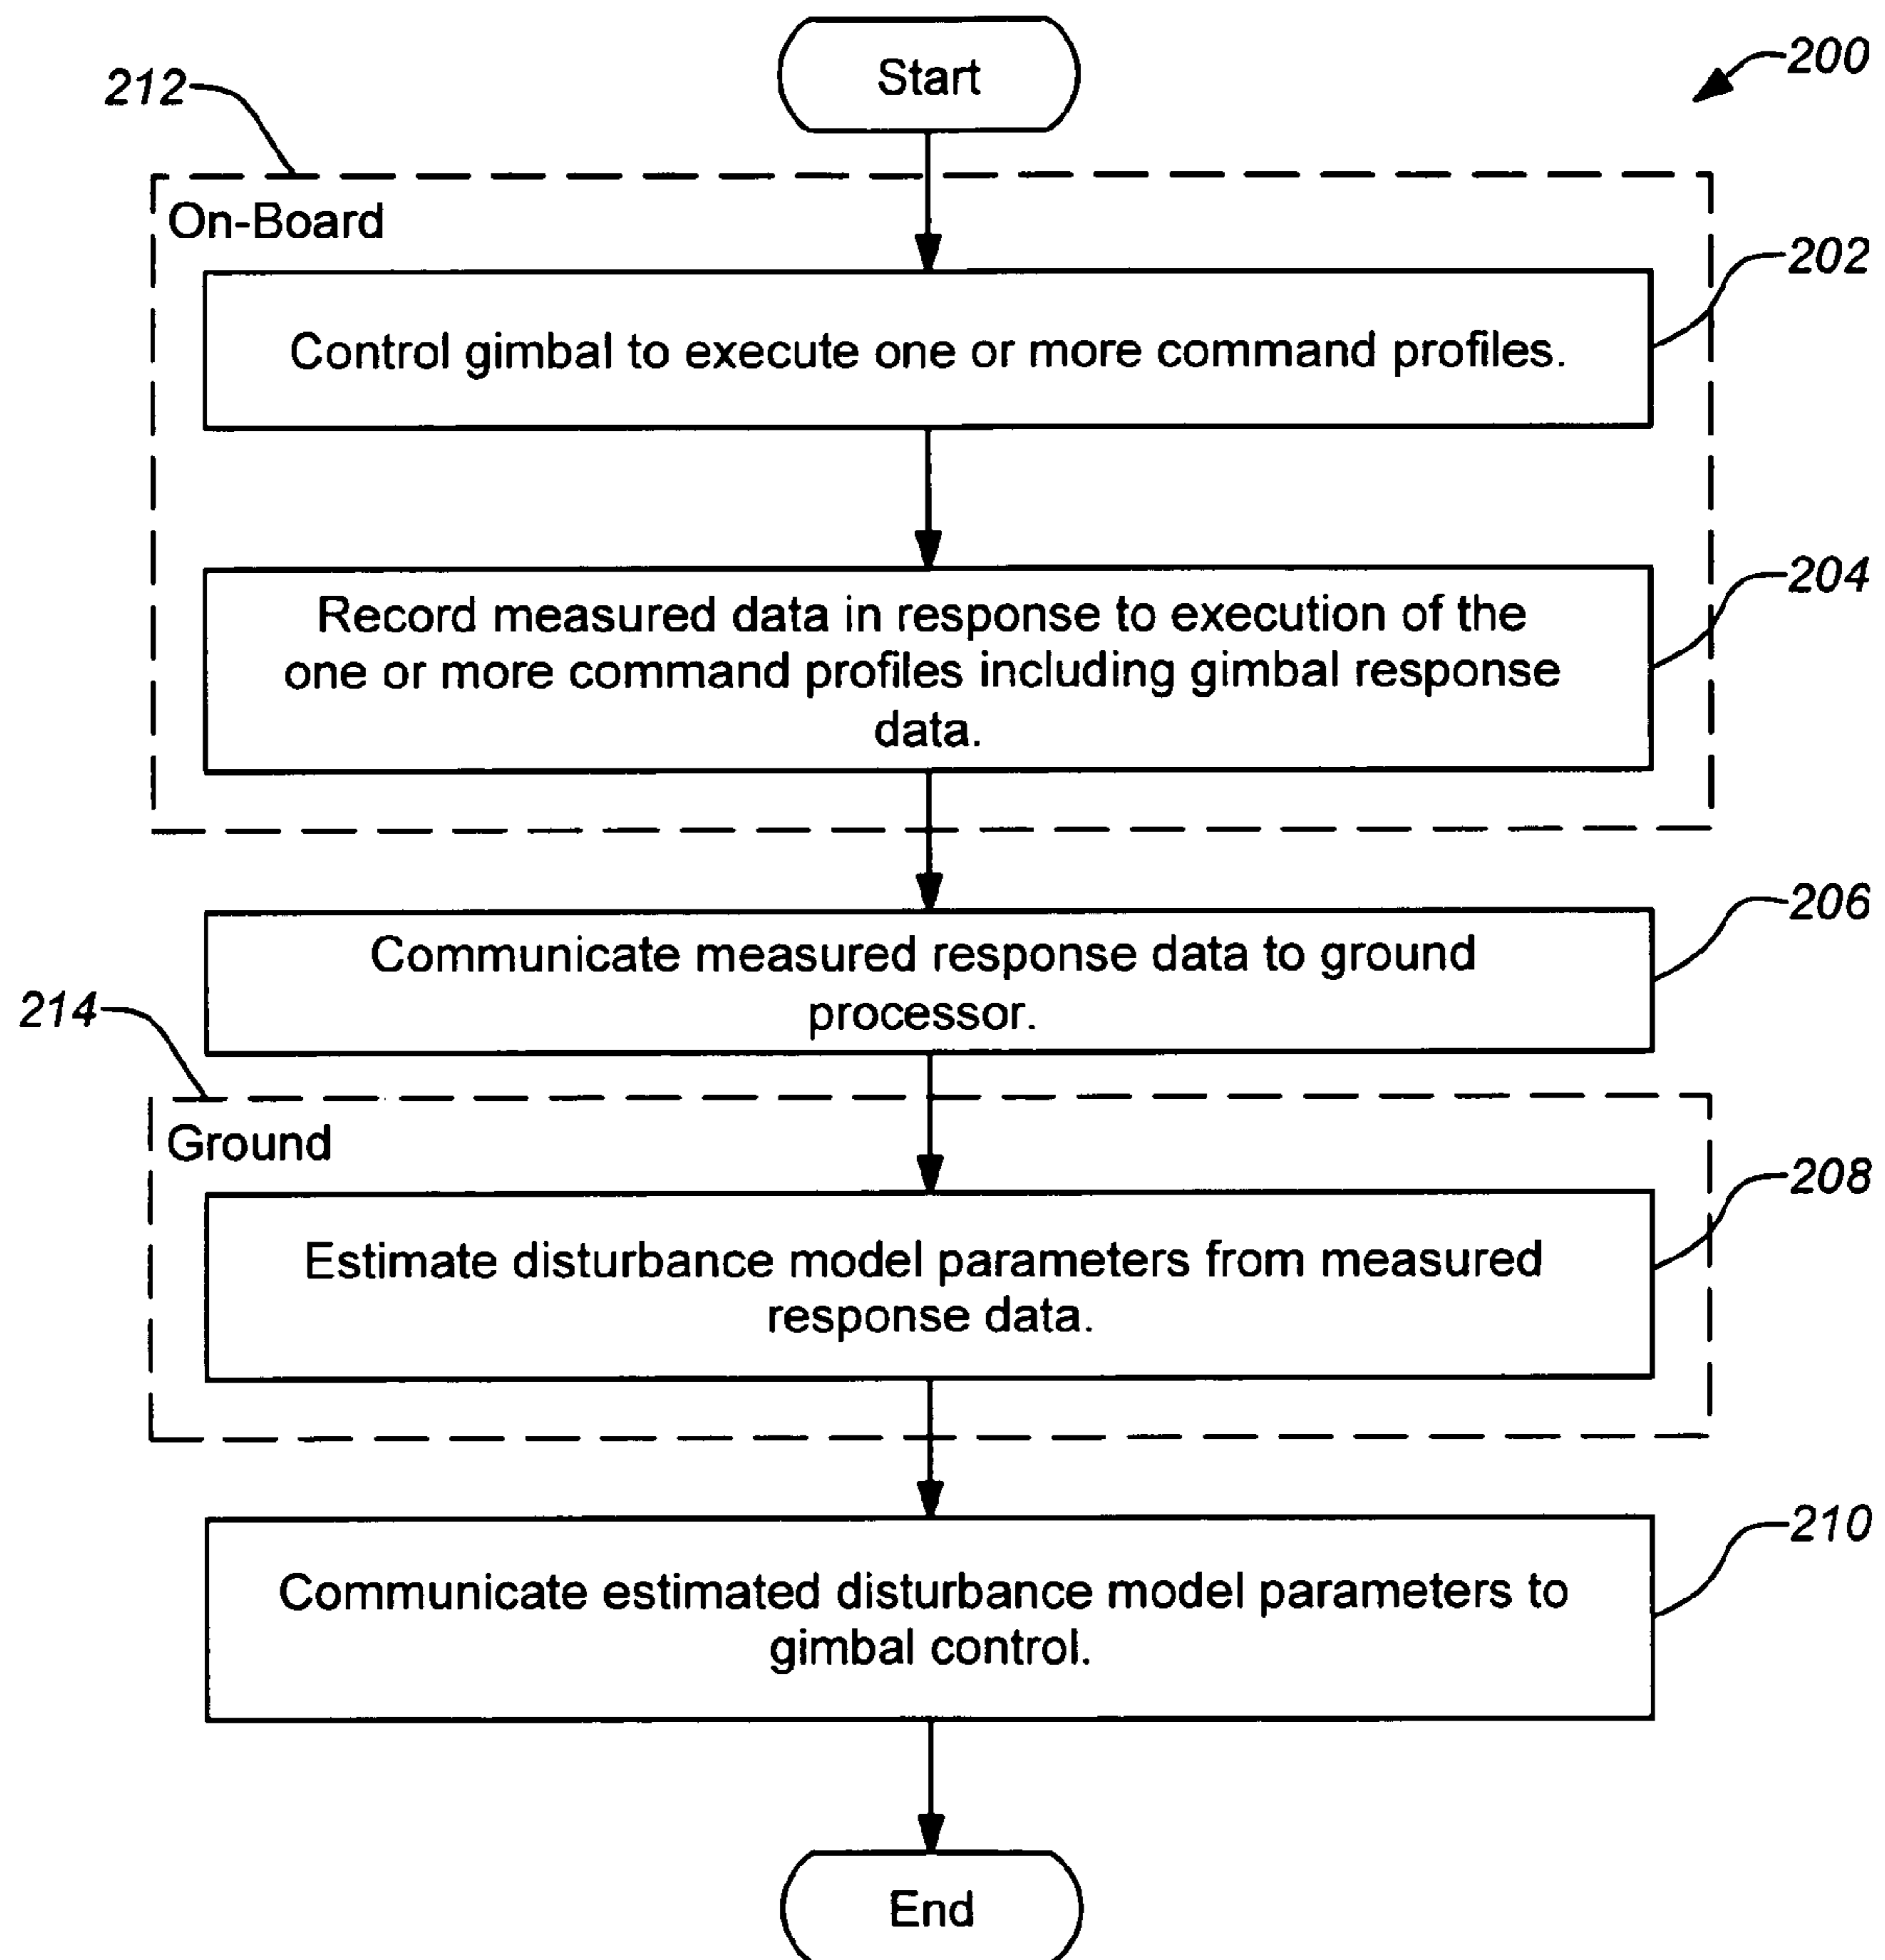 Start
200
212
On-Board
202
Control gimbal to execute one or more command profiles.
204
Record measured data in response to execution of the
one or more command profiles including gimbal response
data.
206
Communicate measured response data to ground
processor.
214
Ground
208
Estimate disturbance model parameters from measured
response data.
210
Communicate estimated disturbance model parameters to
gimbal control.
End